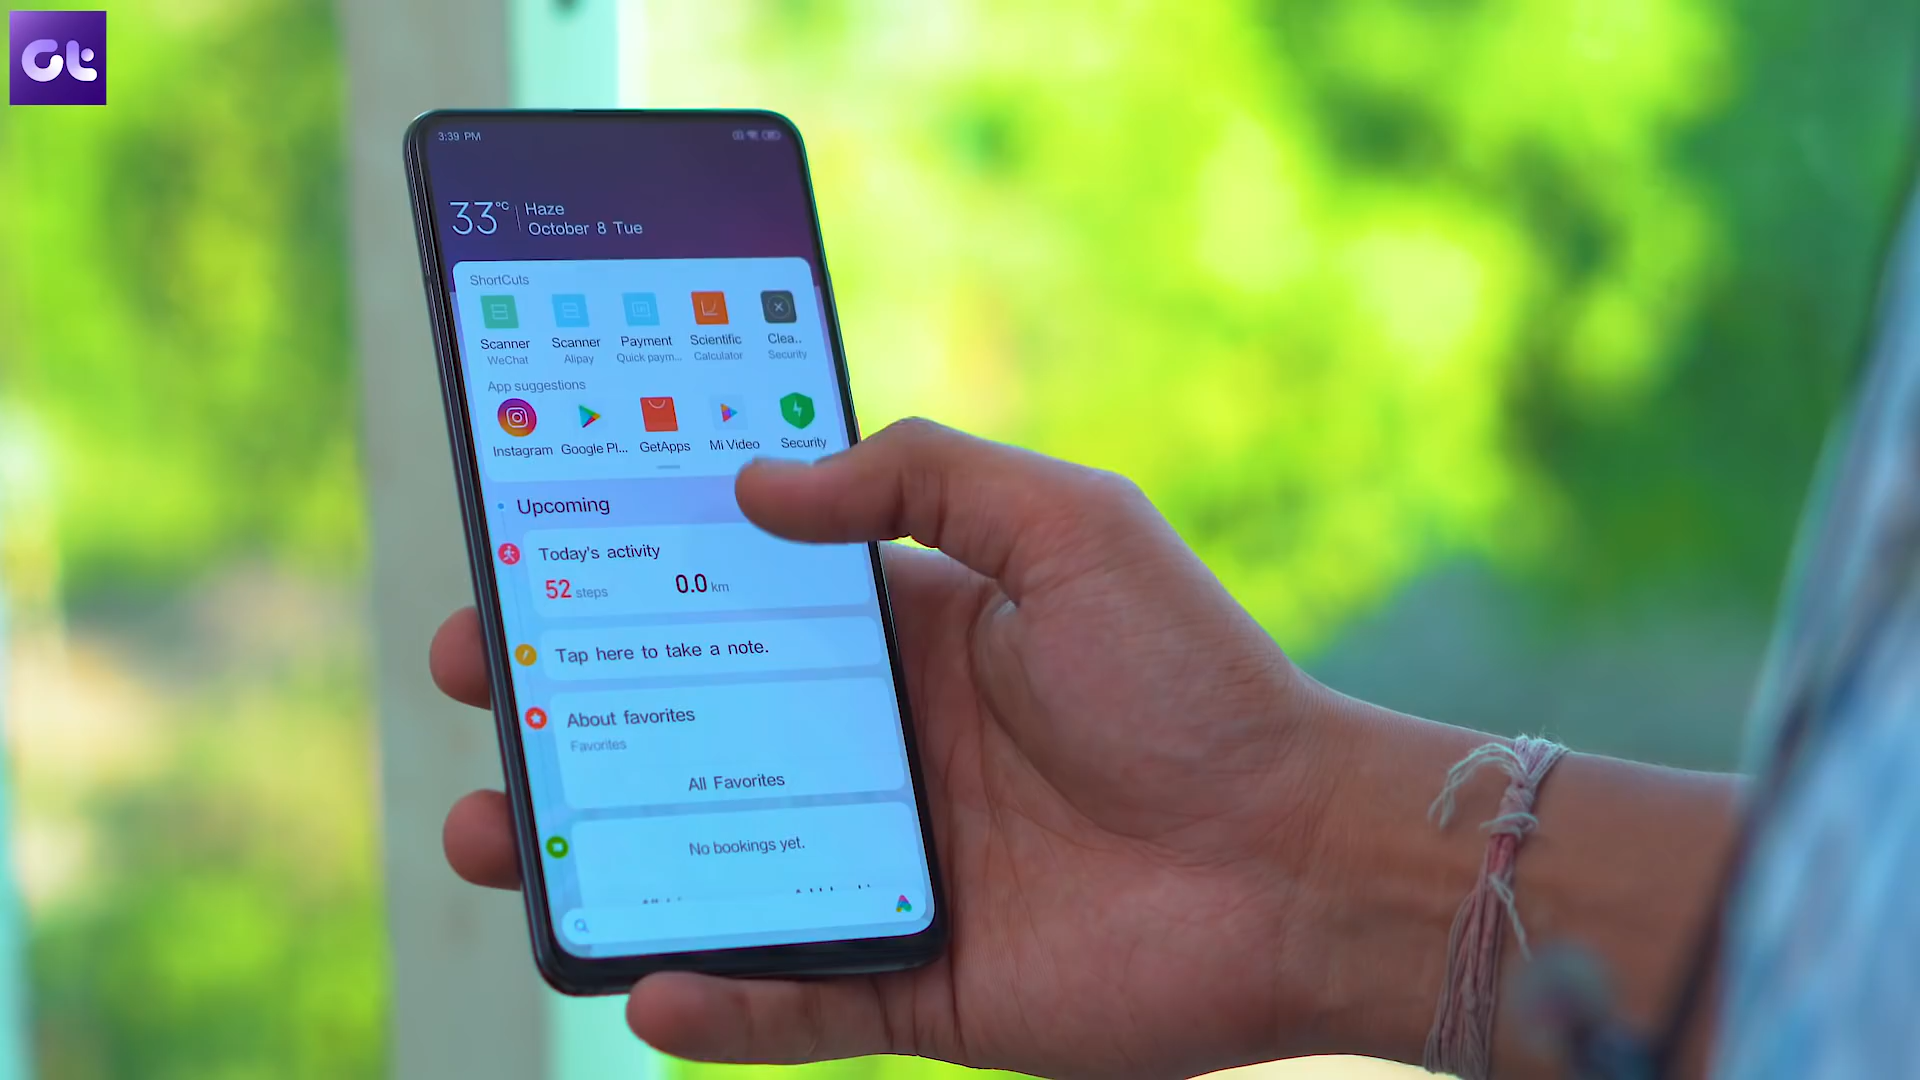 Gt
3:39 PM
33°C
Haze
October 8 Tue
ShortCuts
Scanner Scanner Payment Scientific Clea..
WeChat Alipay Quick paym... Calculator Security
App suggestions
Instagram Google Pl... GetApps Mi Video Security
Upcoming
Today's activity
52 steps 0.0 km
Tap here to take a note.
About favorites
Favorites
All Favorites
No bookings yet.